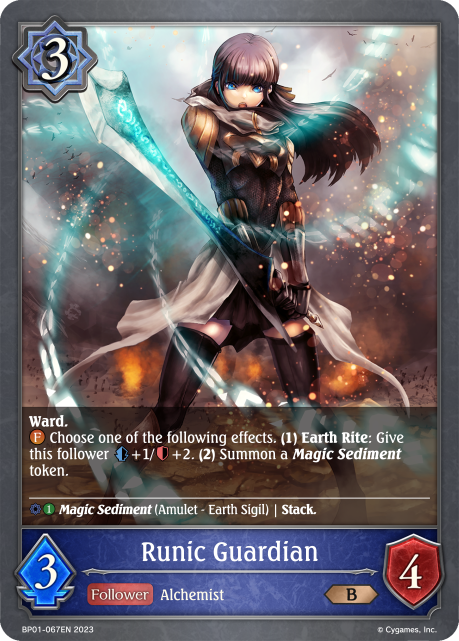 3
Ward.
F Choose one of the following effects. (1) Earth Rite: Give
this follower +1/ +2. (2) Summon a Magic Sediment
token.
1 Magic Sediment (Amulet - Earth Sigil) | Stack.
Runic Guardian
3
Follower Alchemist
B
4
BP01-067EN 2023
© Cygames, Inc.